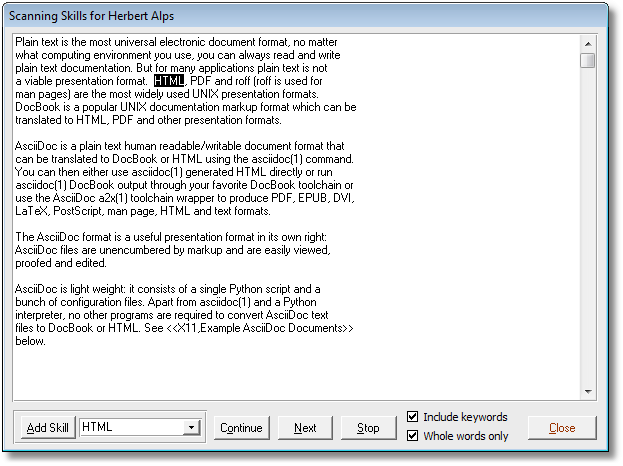 Scanning Skills for Herbert Alps
Plain text is the most universal electronic document format, no matter
what computing environment you use, you can always read and write
plain text documentation. But for many applications plain text is not
a viable presentation format.  HTML, PDF and roff (roff is used for
man pages) are the most widely used UNIX presentation formats.
DocBook is a popular UNIX documentation markup format which can be
translated to HTML, PDF and other presentation formats.
AsciiDoc is a plain text human readable/writable document format that
can be translated to DocBook or HTML using the asciidoc(1) command.
You can then either use asciidoc(1) generated HTML directly or run
asciidoc(1) DocBook output through your favorite DocBook toolchain or
use the AsciiDoc a2x(1) toolchain wrapper to produce PDF, EPUB, DVI,
LaTeX, PostScript, man page, HTML and text formats.
The AsciiDoc format is a useful presentation format in its own right:
AsciiDoc files are unencumbered by markup and are easily viewed,
proofed and edited.
AsciiDoc is light weight: it consists of a single Python script and a
bunch of configuration files. Apart from asciidoc(1) and a Python
interpreter, no other programs are required to convert AsciiDoc text
files to DocBook or HTML. See <<X11,Example AsciiDoc Documents>>
below.
Add Skill HTML Continue Next Stop Include keywords Close
Whole words only